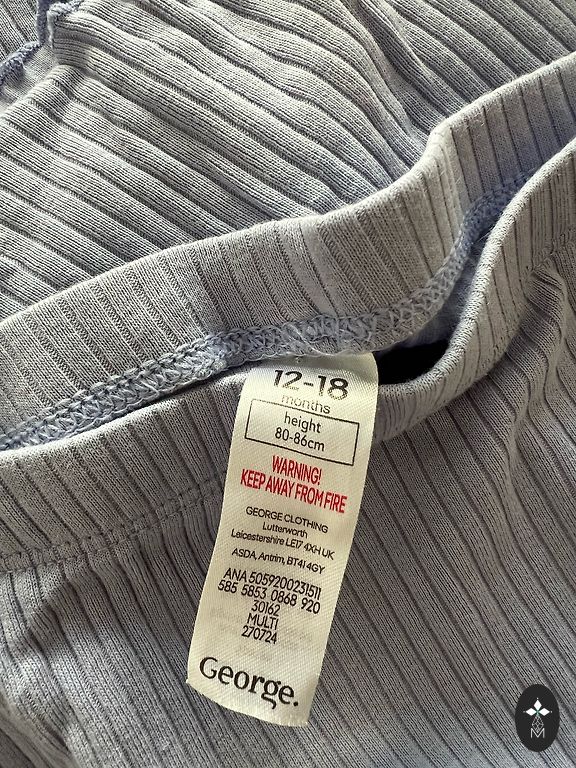 12-18
months
height
80-86cm
WARNING!
KEEP AWAY FROM FIRE
GEORGE CLOTHING
Lutterworth
Leicestershire LE17 4XH UK
ASDA, Antrim, BT41 4GY
ANA 5059200231511
585 5853 0868 920
30162
MULTI
270724
George.
M